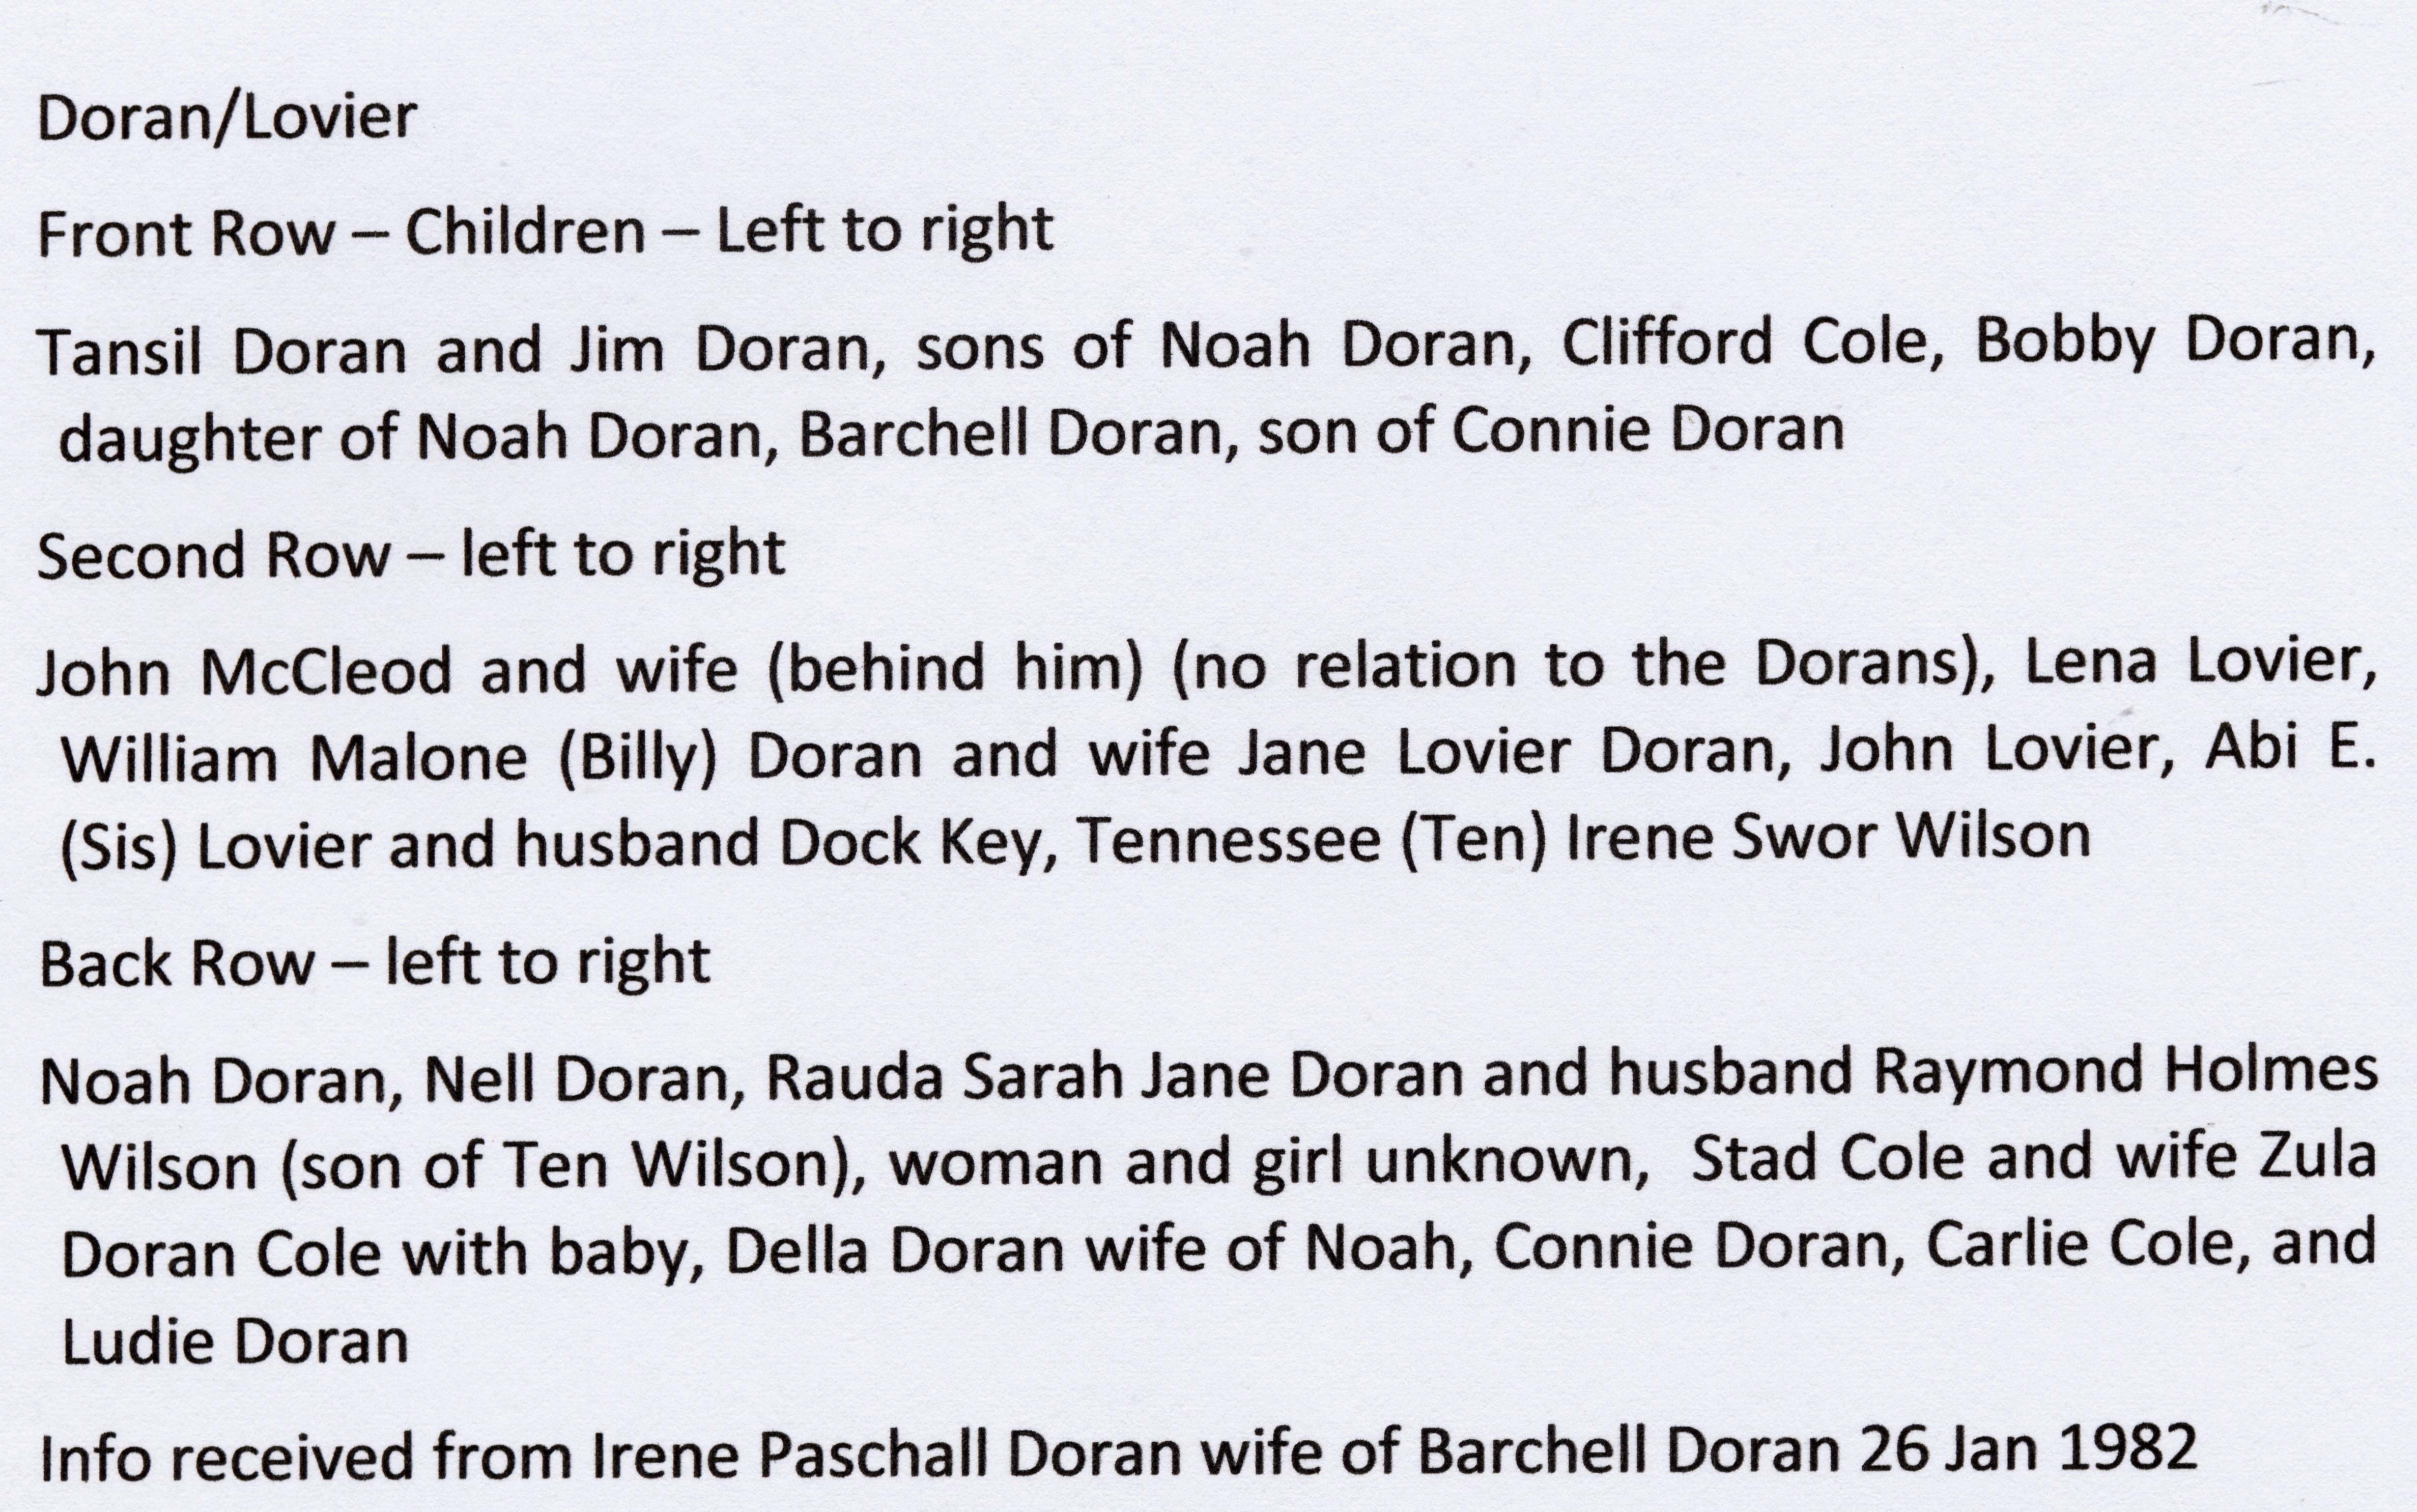 Doran/Lovier
Front Row – Children – Left to right
Tansil Doran and Jim Doran, sons of Noah Doran, Clifford Cole, Bobby Doran,
daughter of Noah Doran, Barchell Doran, son of Connie Doran
Second Row – left to right
John McCleod and wife (behind him) (no relation to the Dorans), Lena Lovier,
William Malone (Billy) Doran and wife Jane Lovier Doran, John Lovier, Abi E.
(Sis) Lovier and husband Dock Key, Tennessee (Ten) Irene Swor Wilson
Back Row – left to right
Noah Doran, Nell Doran, Rauda Sarah Jane Doran and husband Raymond Holmes
Wilson (son of Ten Wilson), woman and girl unknown,  Stad Cole and wife Zula
Doran Cole with baby, Della Doran wife of Noah, Connie Doran, Carlie Cole, and
Ludie Doran
Info received from Irene Paschall Doran wife of Barchell Doran 26 Jan 1982